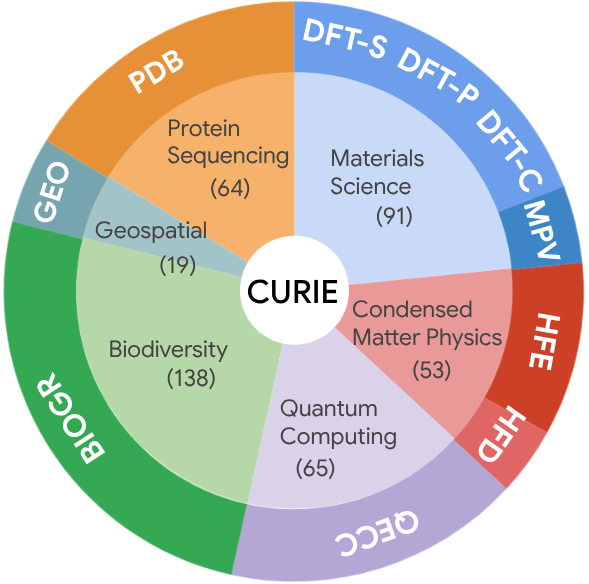 DFT-S DFT-P DFT-C
MPV
HFE
HFD
QECC
BIOGR
GEO
PDB
Protein
Sequencing
(64)
Materials
Science
(91)
Geospatial
(19)
CURIE
Condensed
Matter Physics
(53)
Biodiversity
(138)
Quantum
Computing
(65)